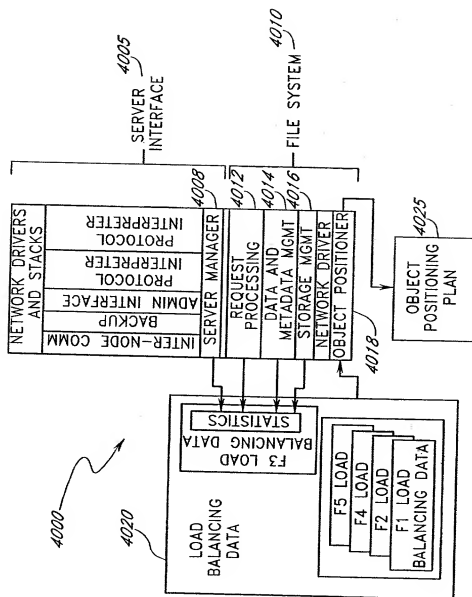 4000
4020
LOAD
BALANCING
DATA
F3 LOAD
BALANCING DATA
STATISTICS
F5 LOAD
F4 LOAD
F2 LOAD
F1 LOAD
BALANCING DATA
NETWORK DRIVERS
AND STACKS
INTER-NODE COMM
BACKUP
ADMIN INTERFACE
PROTOCOL
INTERPRETER
PROTOCOL
INTERPRETER
SERVER MANAGER
REQUEST
PROCESSING
DATA AND
METADATA MGMT
STORAGE MGMT
NETWORK DRIVER
OBJECT POSITIONER
4008
4012
4014
4016
4018
SERVER
INTERFACE
4005
FILE SYSTEM
4010
OBJECT
POSITIONING
PLAN
4025